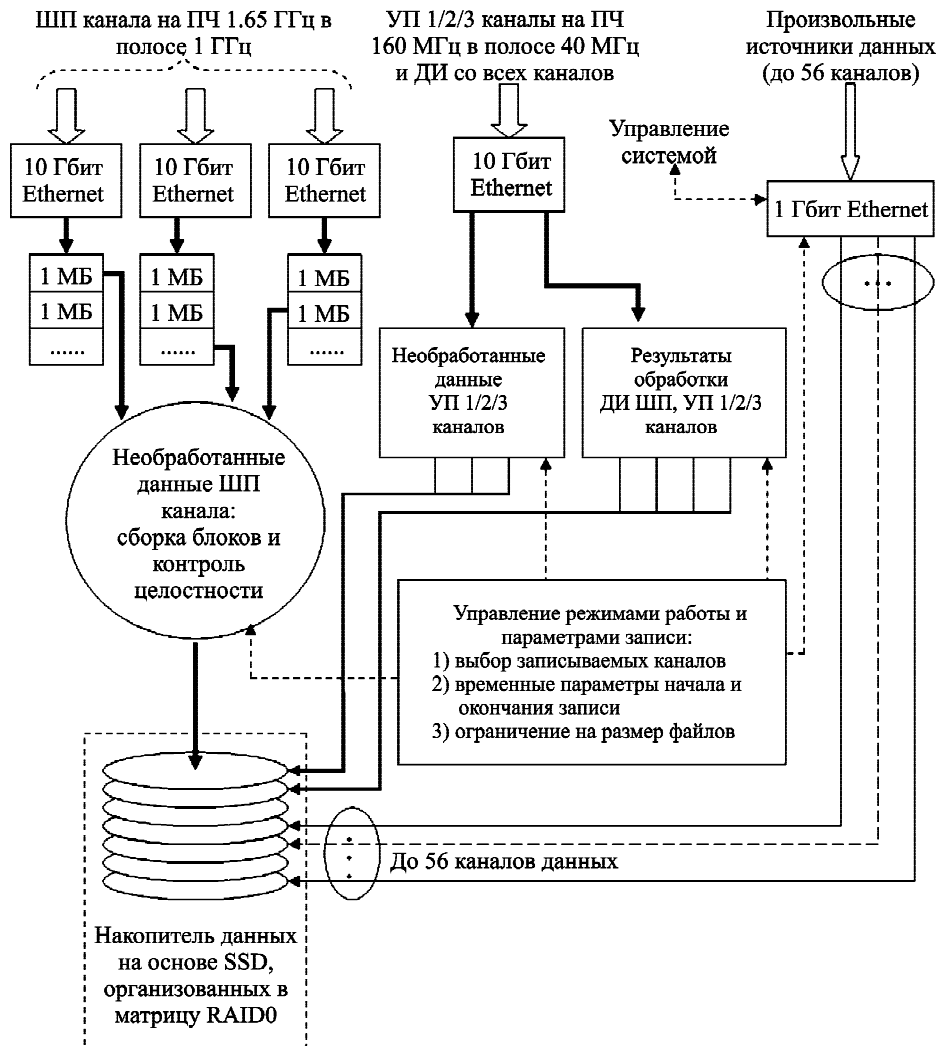 ШП канала на ПЧ 1.65 ГГц в
полосе 1 ГГц
УП 1/2/3 каналы на ПЧ
160 МГц в полосе 40 МГц
и ДИ со всех каналов
Произвольные
источники данных
(до 56 каналов)
Управление
системой
10 Гбит
Ethernet
10 Гбит
Ethernet
10 Гбит
Ethernet
10 Гбит
Ethernet
1 Гбит Ethernet
1 МБ
1 МБ
......
1 МБ
1 МБ
......
1 МБ
1 МБ
......
...
Необработанные
данные
УП 1/2/3
каналов
Результаты
обработки
ДИ ШП, УП 1/2/3
каналов
Необработанные
данные ШП
канала:
сборка блоков и
контроль
целостности
Управление режимами работы и
параметрами записи:
1) выбор записываемых каналов
2) временные параметры начала и
окончания записи
3) ограничение на размер файлов
До 56 каналов данных
Накопитель данных
на основе SSD,
организованных в
матрицу RAID0